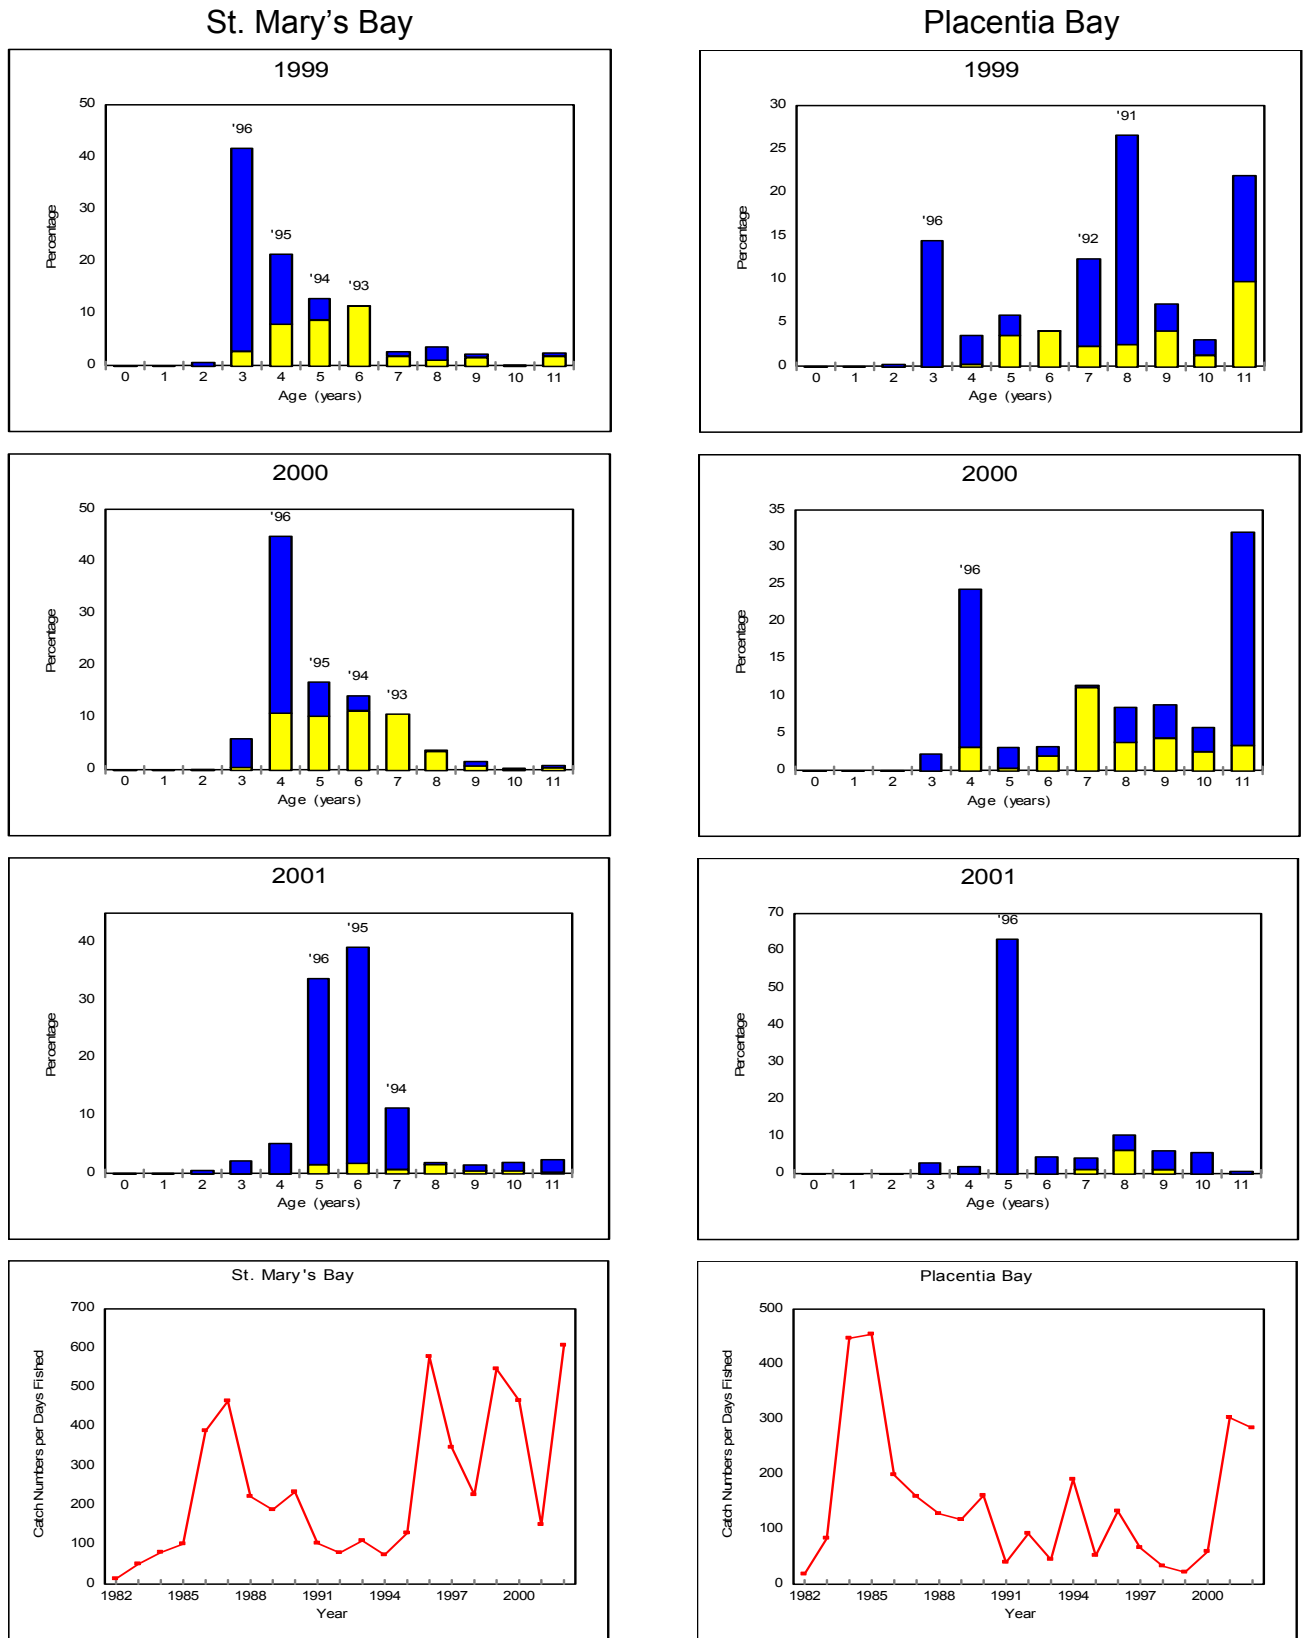 St. Mary's Bay
Placentia Bay
1999
50
40
30
20
10
0
Percentage
'96
'95
'94
'93
0 1 2 3 4 5 6 7 8 9 10 11
Age (years)
1999
30
25
20
15
10
5
0
Percentage
'96
'92
'91
0 1 2 3 4 5 6 7 8 9 10 11
Age (years)
2000
50
40
30
20
10
0
Percentage
'96
'95
'94
'93
0 1 2 3 4 5 6 7 8 9 10 11
Age (years)
2000
35
30
25
20
15
10
5
0
Percentage
'96
0 1 2 3 4 5 6 7 8 9 10 11
Age (years)
2001
40
30
20
10
0
Percentage
'96
'95
'94
0 1 2 3 4 5 6 7 8 9 10 11
Age (years)
2001
70
60
50
40
30
20
10
0
Percentage
'96
0 1 2 3 4 5 6 7 8 9 10 11
Age (years)
St. Mary's Bay
700
600
500
400
300
200
100
0
Catch Numbers per Days Fished
1982 1985 1988 1991 1994 1997 2000
Year
Placentia Bay
500
400
300
200
100
0
Catch Numbers per Days Fished
1982 1985 1988 1991 1994 1997 2000
Year